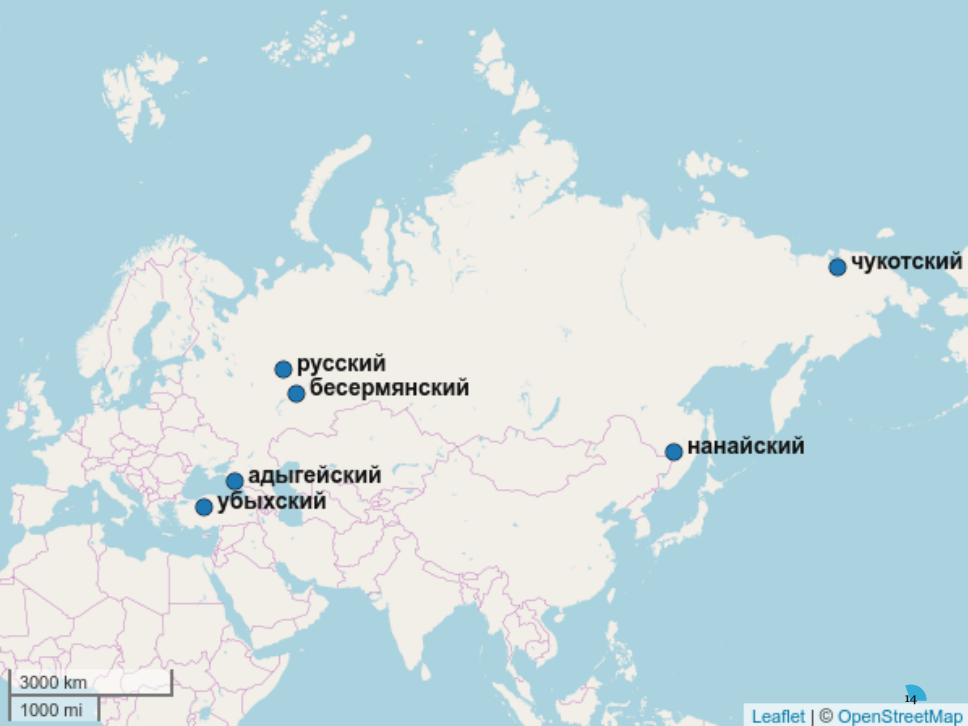 чукотский
русский
бесермянский
нанайский
адыгейский
убыхский
3000 km
1000 mi
14
Leaflet | © OpenStreetMap